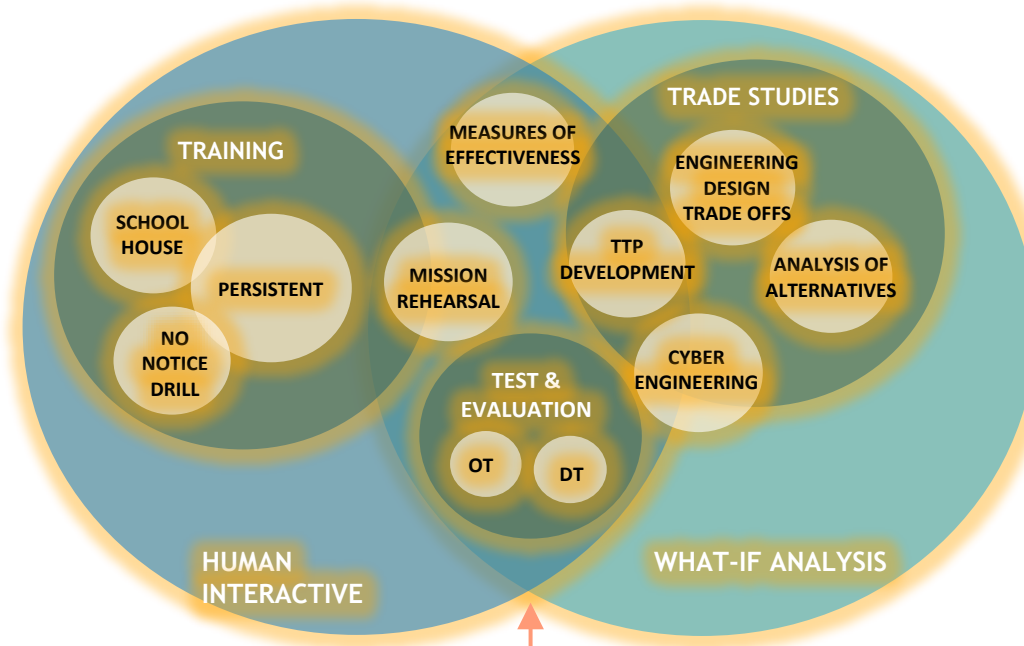 TRAINING
SCHOOL
HOUSE
PERSISTENT
NO
NOTICE
DRILL
MEASURES OF
EFFECTIVENESS
MISSION
REHEARSAL
TRADE STUDIES
ENGINEERING
DESIGN
TRADE OFFS
TTP
DEVELOPMENT
ANALYSIS OF
ALTERNATIVES
CYBER
ENGINEERING
TEST &
EVALUATION
OT
DT
HUMAN
INTERACTIVE
WHAT-IF ANALYSIS